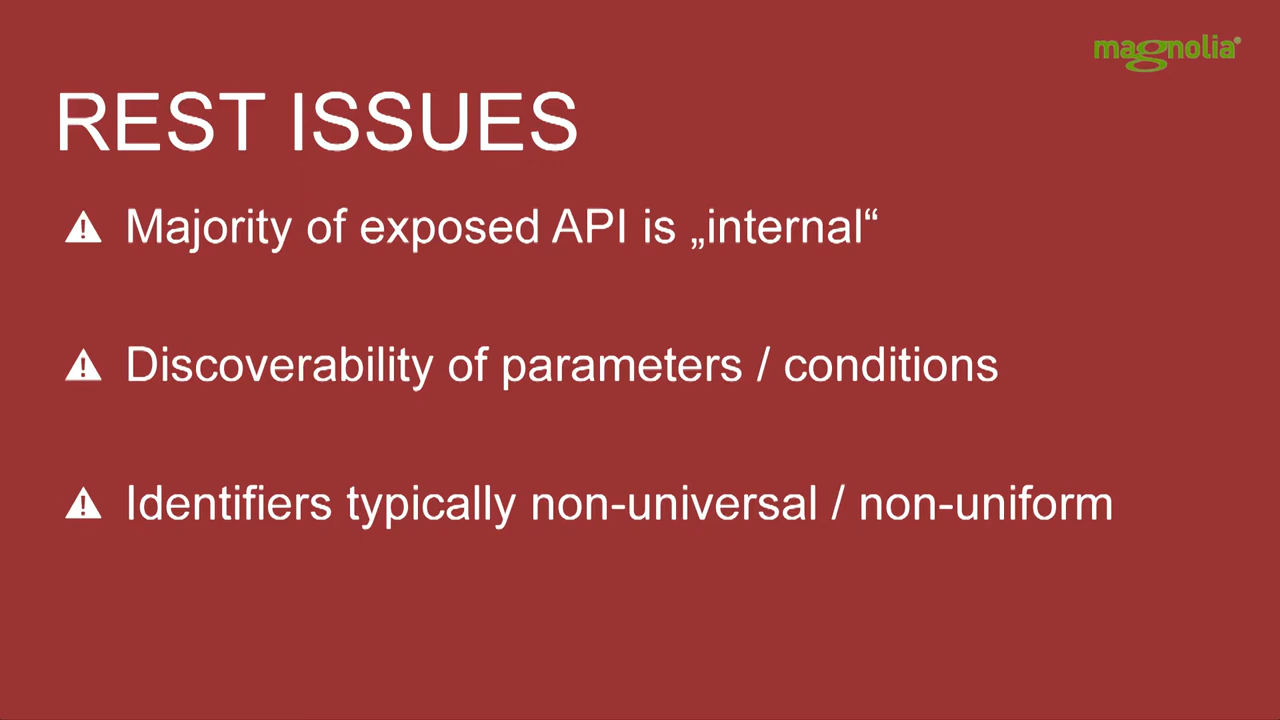 magnolia®
REST ISSUES
Majority of exposed API is „internal“
Discoverability of parameters / conditions
Identifiers typically non-universal / non-uniform